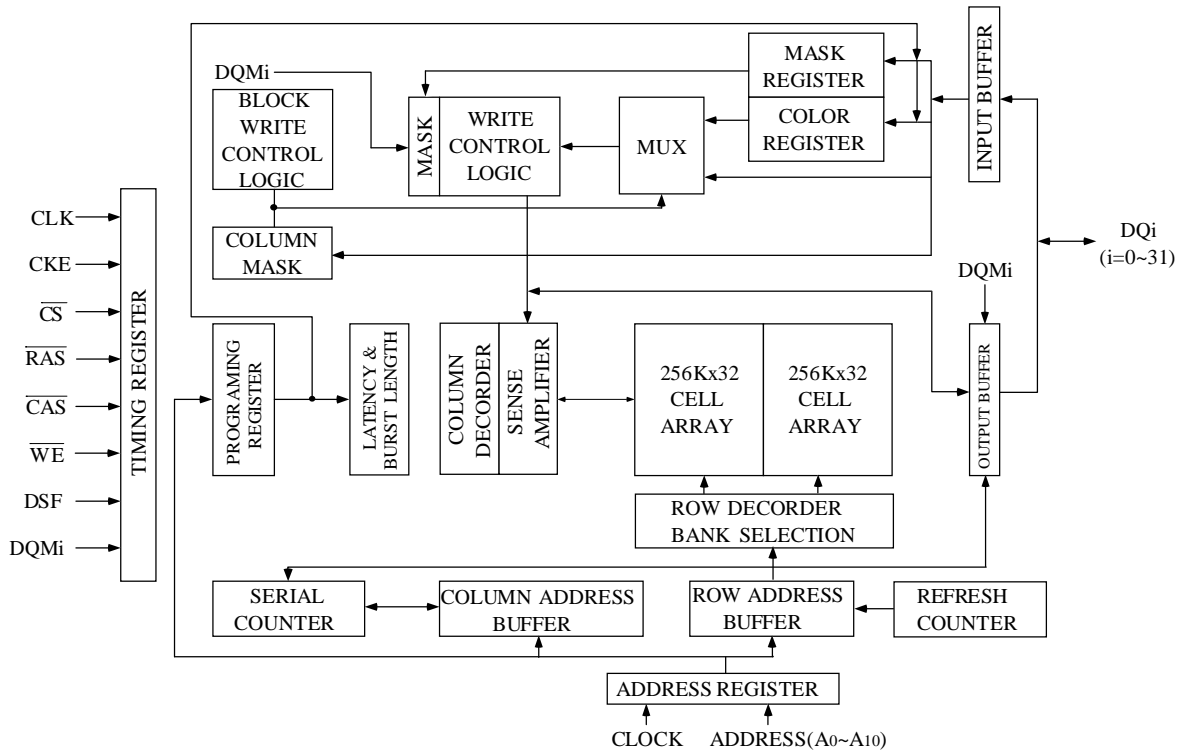 DQMi
BLOCK
WRITE
CONTROL
LOGIC
MASK
WRITE
CONTROL
LOGIC
MUX
MASK
REGISTER
COLOR
REGISTER
INPUT BUFFER
COLUMN
MASK
CLK
CKE
CS
RAS
CAS
WE
DSF
DQMi
TIMING REGISTER
DQi
(i=0~31)
DQMi
PROGRAMING
REGISTER
LATENCY &
BURST LENGTH
COLUMN
DECORDER
SENSE
AMPLIFIER
256Kx32
CELL
ARRAY
256Kx32
CELL
ARRAY
OUTPUT BUFFER
ROW DECORDER
BANK SELECTION
SERIAL
COUNTER
COLUMN ADDRESS
BUFFER
ROW ADDRESS
BUFFER
REFRESH
COUNTER
ADDRESS REGISTER
CLOCK
ADDRESS(A0~A10)